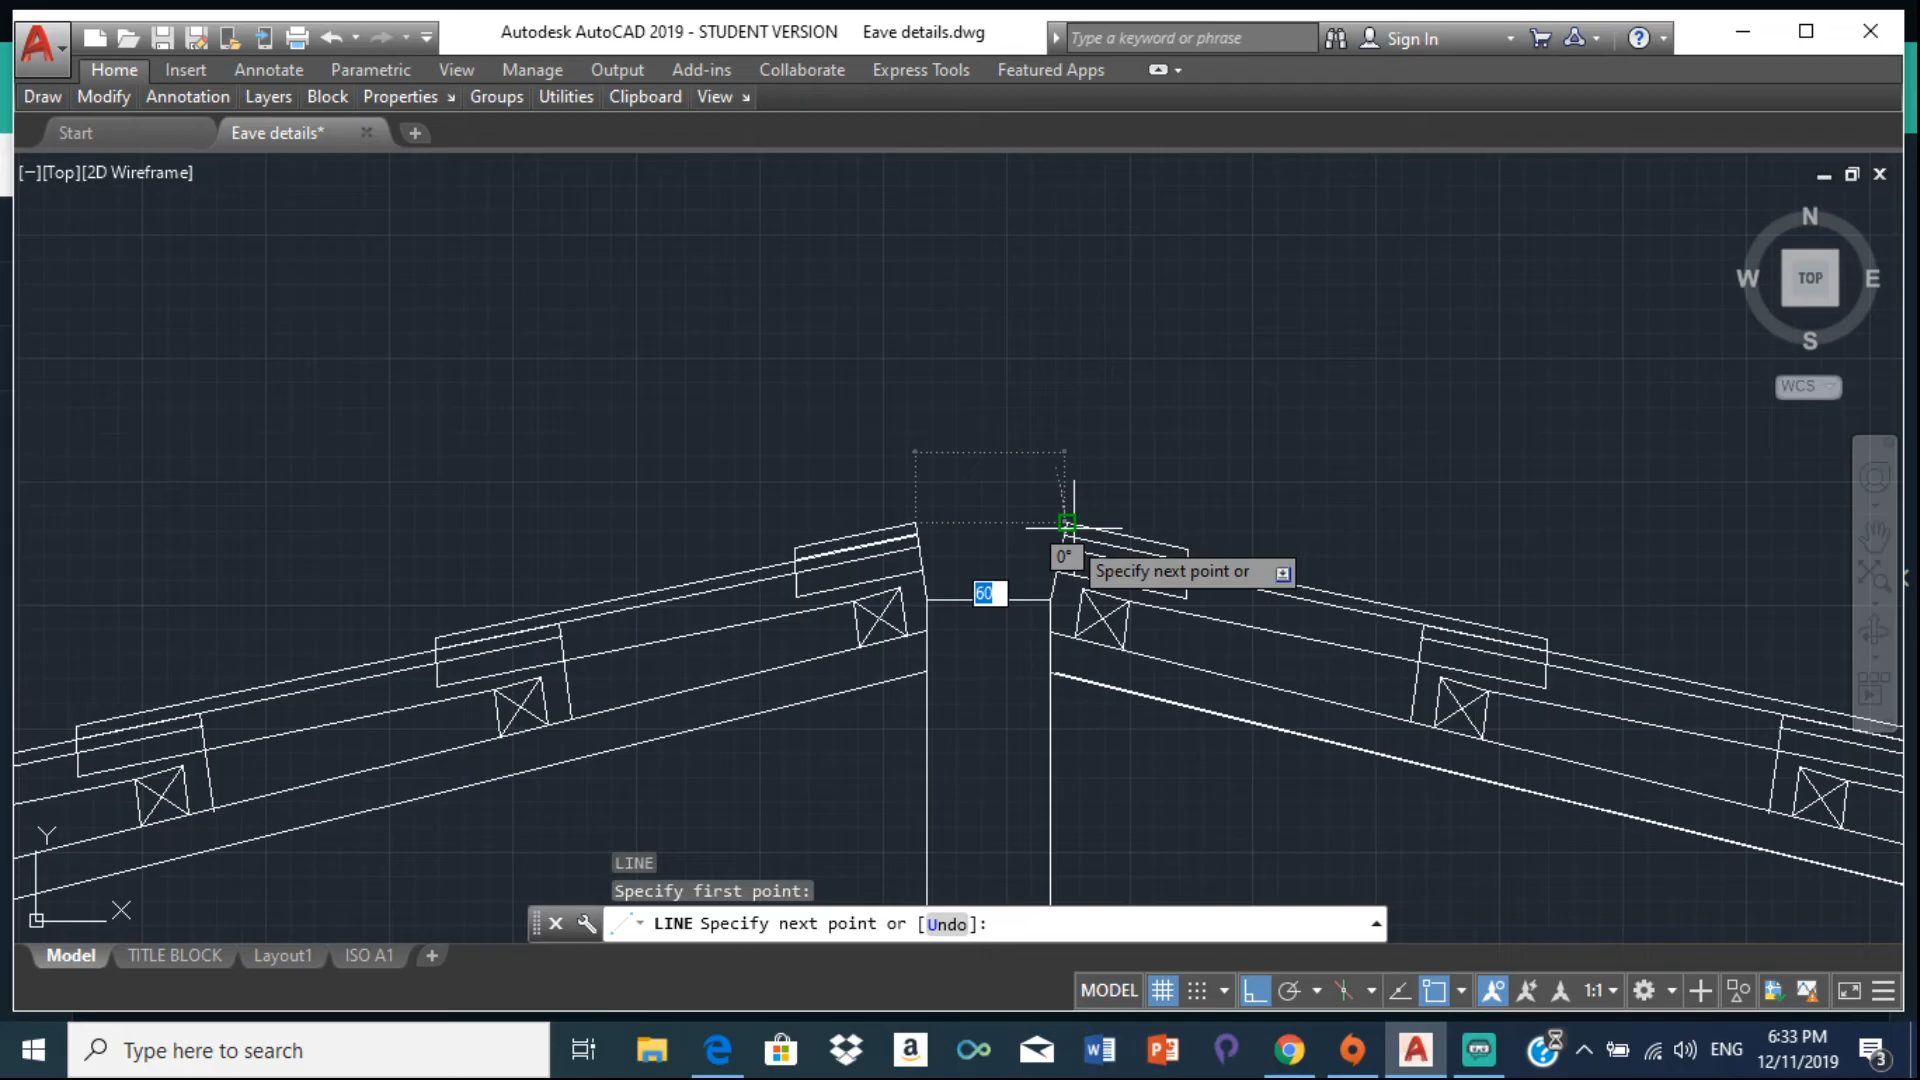 Autodesk AutoCAD 2019 - STUDENT VERSION Eave details.dwg
Type a keyword or phrase
Sign In
Home Insert Annotate Parametric View Manage Output Add-ins Collaborate Express Tools Featured Apps
Draw Modify Annotation Layers Block Properties Groups Utilities Clipboard View
Start Eave details*
[−][Top][2D Wireframe]
N
W TOP E
S
WCS
0°
Specify next point or
60
Y
X
LINE
Specify first point:
LINE Specify next point or [Undo]:
Model TITLE BLOCK Layout1 ISO A1
MODEL 1:1
Type here to search
ENG
6:33 PM
12/11/2019
3